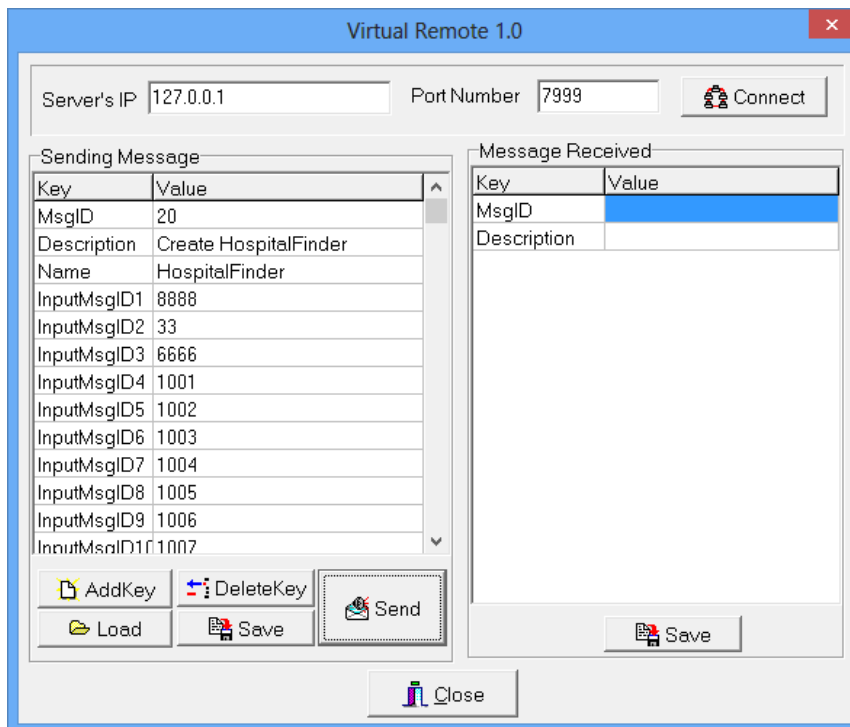 Virtual Remote 1.0
Server's IP 127.0.0.1 Port Number 7999 Connect
Sending Message
Key Value
MsgID 20
Description Create HospitalFinder
Name HospitalFinder
InputMsgID1 8888
InputMsgID2 33
InputMsgID3 6666
InputMsgID4 1001
InputMsgID5 1002
InputMsgID6 1003
InputMsgID7 1004
InputMsgID8 1005
InputMsgID9 1006
InputMsgID10 1007
AddKey DeleteKey
Load Save Send
Message Received
Key Value
MsgID
Description
Save
Close